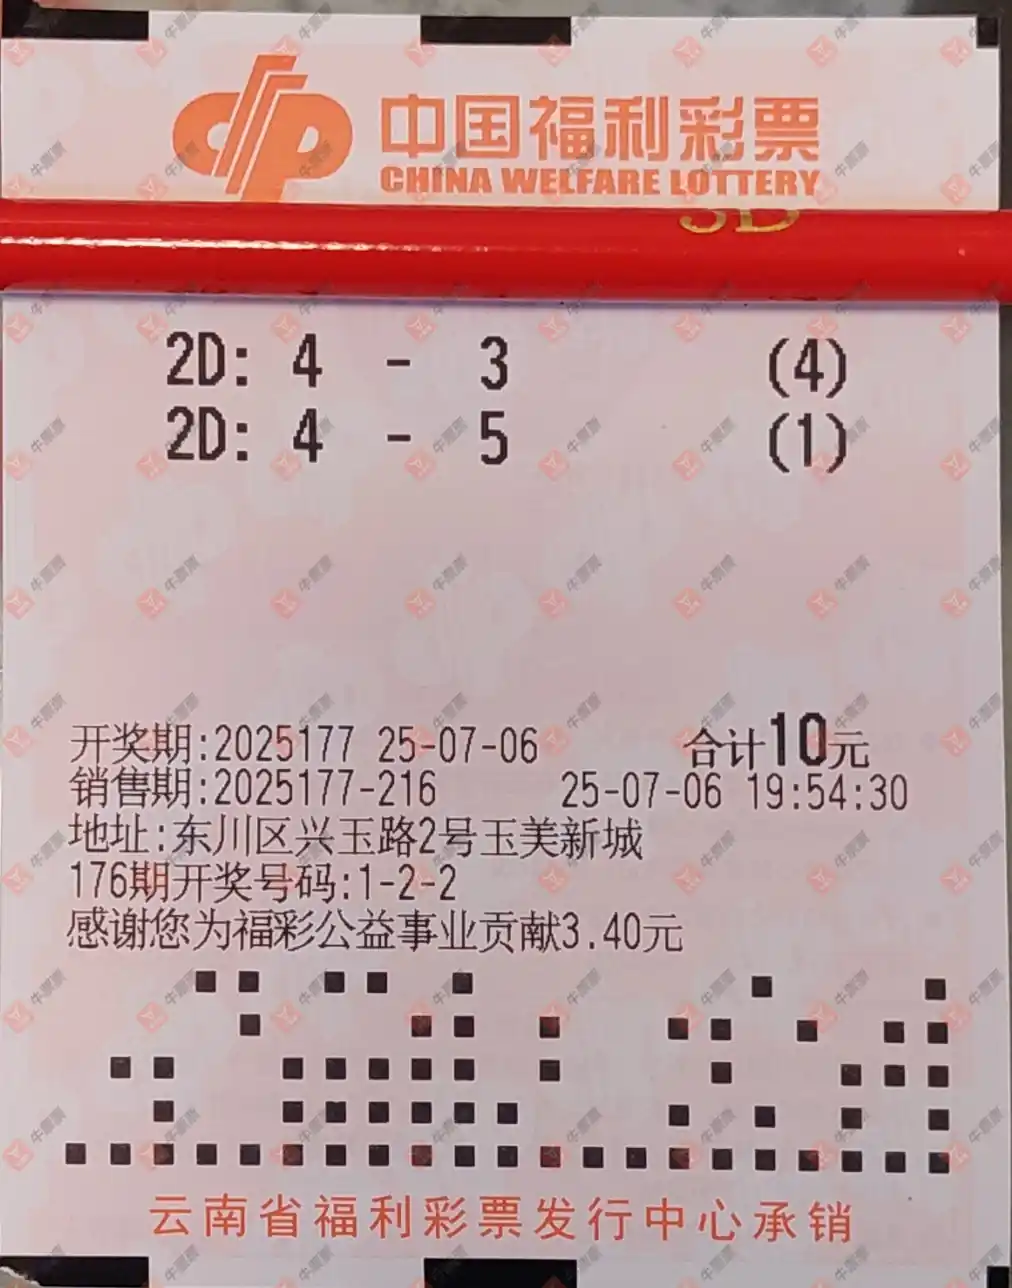 中国福利彩票
CHINA WELFARE LOTTERY
3D
2D: 4 - 3 (4)
2D: 4 - 5 (1)
开奖期:2025177 25-07-06 合计10元
销售期:2025177-216 25-07-06 19:54:30
地址:东川区兴玉路2号玉美新城
176期开奖号码:1-2-2
感谢您为福彩公益事业贡献3.40元
云南省福利彩票发行中心承销